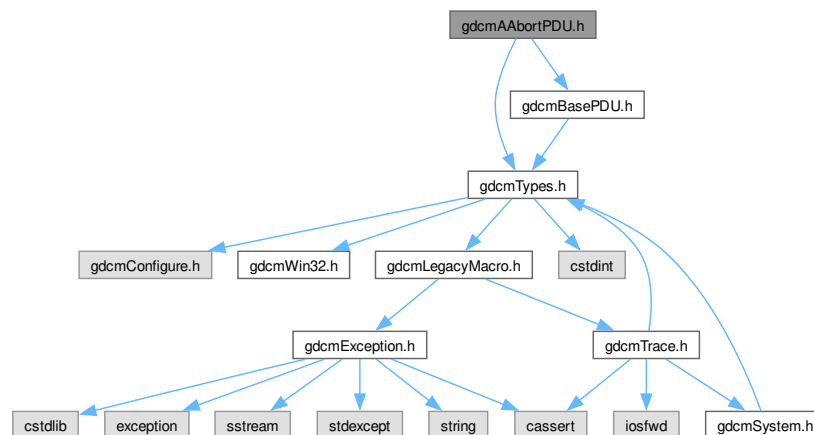 gdcmAAbortPDU.h
gdcmBasePDU.h
gdcmTypes.h
gdcmConfigure.h
gdcmWin32.h
gdcmLegacyMacro.h
cstdint
gdcmException.h
gdcmTrace.h
cstdlib
exception
sstream
stdexcept
string
cassert
iosfwd
gdcmSystem.h